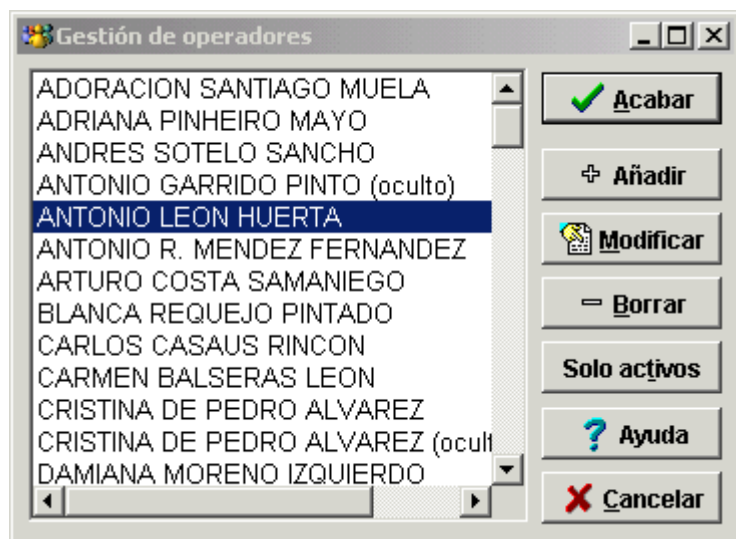 Gestión de operadores
ADORACION SANTIAGO MUELA
ADRIANA PINHEIRO MAYO
ANDRES SOTELO SANCHO
ANTONIO GARRIDO PINTO (oculto)
ANTONIO LEON HUERTA
ANTONIO R. MENDEZ FERNANDEZ
ARTURO COSTA SAMANIEGO
BLANCA REQUEJO PINTADO
CARLOS CASAUS RINCON
CARMEN BALSERAS LEON
CRISTINA DE PEDRO ALVAREZ
CRISTINA DE PEDRO ALVAREZ (ocult
DAMIANA MORENO IZQUIERDO
Acabar
Añadir
Modificar
Borrar
Solo activos
Ayuda
Cancelar